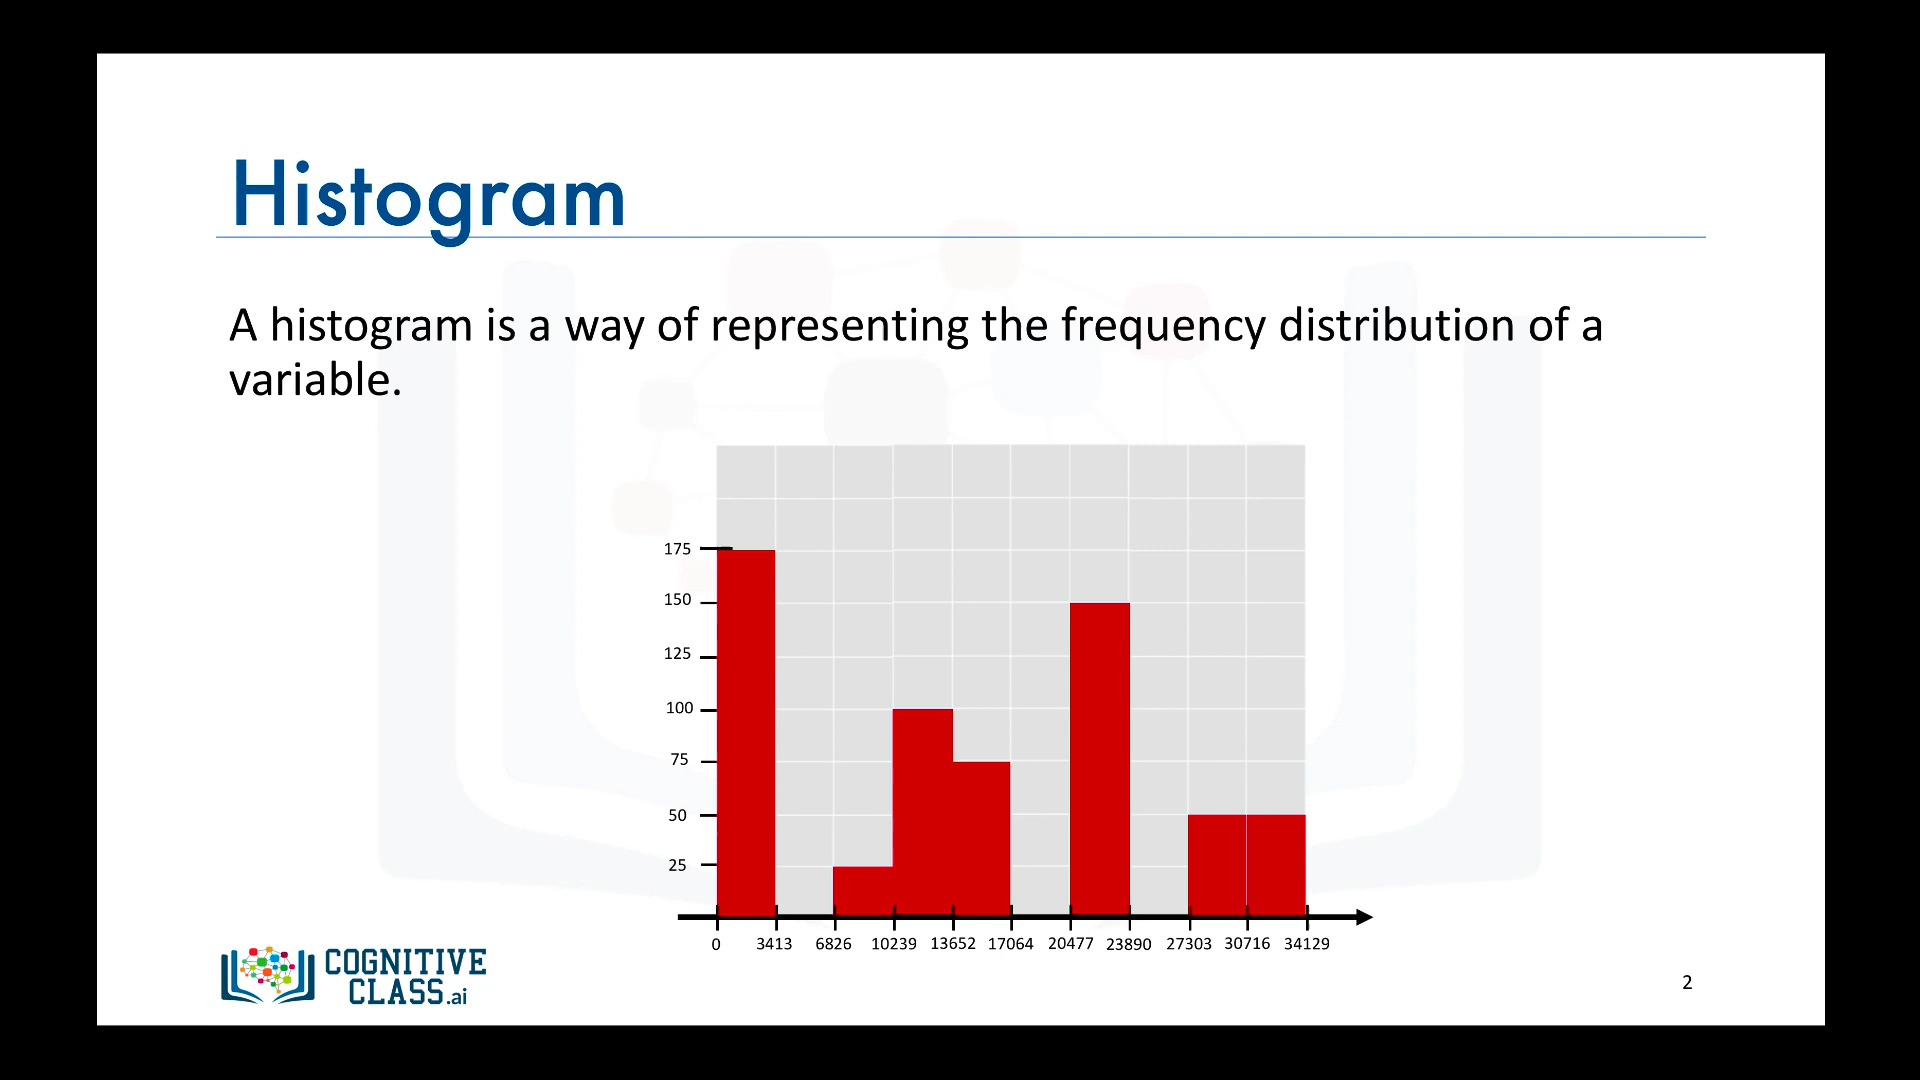 Histogram
A histogram is a way of representing the frequency distribution of a
variable.
175
150
125
100
75
50
25
0 3413 6826 10239 13652 17064 20477 23890 27303 30716 34129
COGNITIVE
CLASS.ai
2